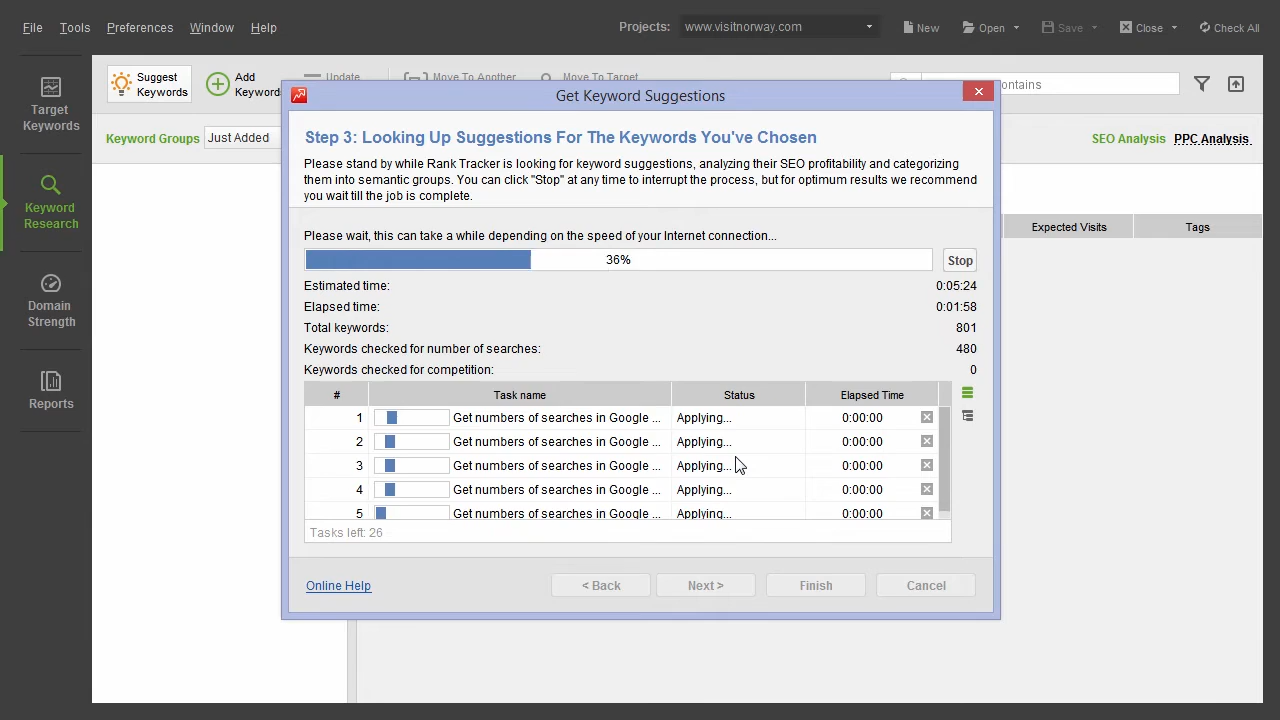 File Tools Preferences Window Help Projects: www.visitnorway.com New Open Save Close Check All
Suggest Keywords
Add Keywords
Update
Move To Another
Move To Target
contains
Target Keywords
Keyword Research
Domain Strength
Reports
Keyword Groups Just Added
SEO Analysis PPC Analysis
Expected Visits Tags
Get Keyword Suggestions
Step 3: Looking Up Suggestions For The Keywords You've Chosen
Please stand by while Rank Tracker is looking for keyword suggestions, analyzing their SEO profitability and categorizing
them into semantic groups. You can click "Stop" at any time to interrupt the process, but for optimum results we recommend
you wait till the job is complete.
Please wait, this can take a while depending on the speed of your Internet connection...
36% Stop
Estimated time: 0:05:24
Elapsed time: 0:01:58
Total keywords: 801
Keywords checked for number of searches: 480
Keywords checked for competition: 0
# Task name Status Elapsed Time
1 Get numbers of searches in Google ... Applying... 0:00:00
2 Get numbers of searches in Google ... Applying... 0:00:00
3 Get numbers of searches in Google ... Applying... 0:00:00
4 Get numbers of searches in Google ... Applying... 0:00:00
5 Get numbers of searches in Google ... Applying... 0:00:00
Tasks left: 26
Online Help < Back Next > Finish Cancel